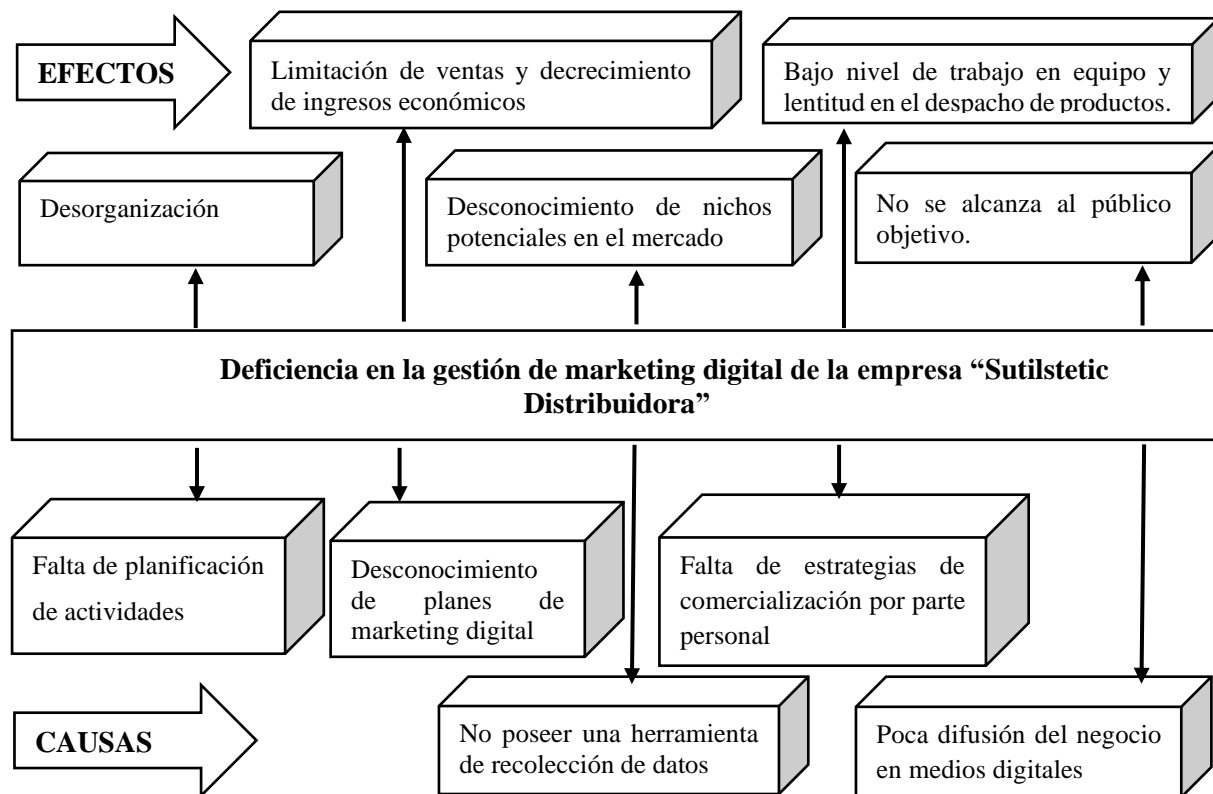 EFECTOS
Limitación de ventas y decrecimiento
de ingresos económicos
Bajo nivel de trabajo en equipo y
lentitud en el despacho de productos.
Desorganización
Desconocimiento de nichos
potenciales en el mercado
No se alcanza al público
objetivo.
Deficiencia en la gestión de marketing digital de la empresa “Sutilstetic
Distribuidora”
Falta de planificación
de actividades
Desconocimiento
de planes de
marketing digital
Falta de estrategias de
comercialización por parte
personal
CAUSAS
No poseer una herramienta
de recolección de datos
Poca difusión del negocio
en medios digitales